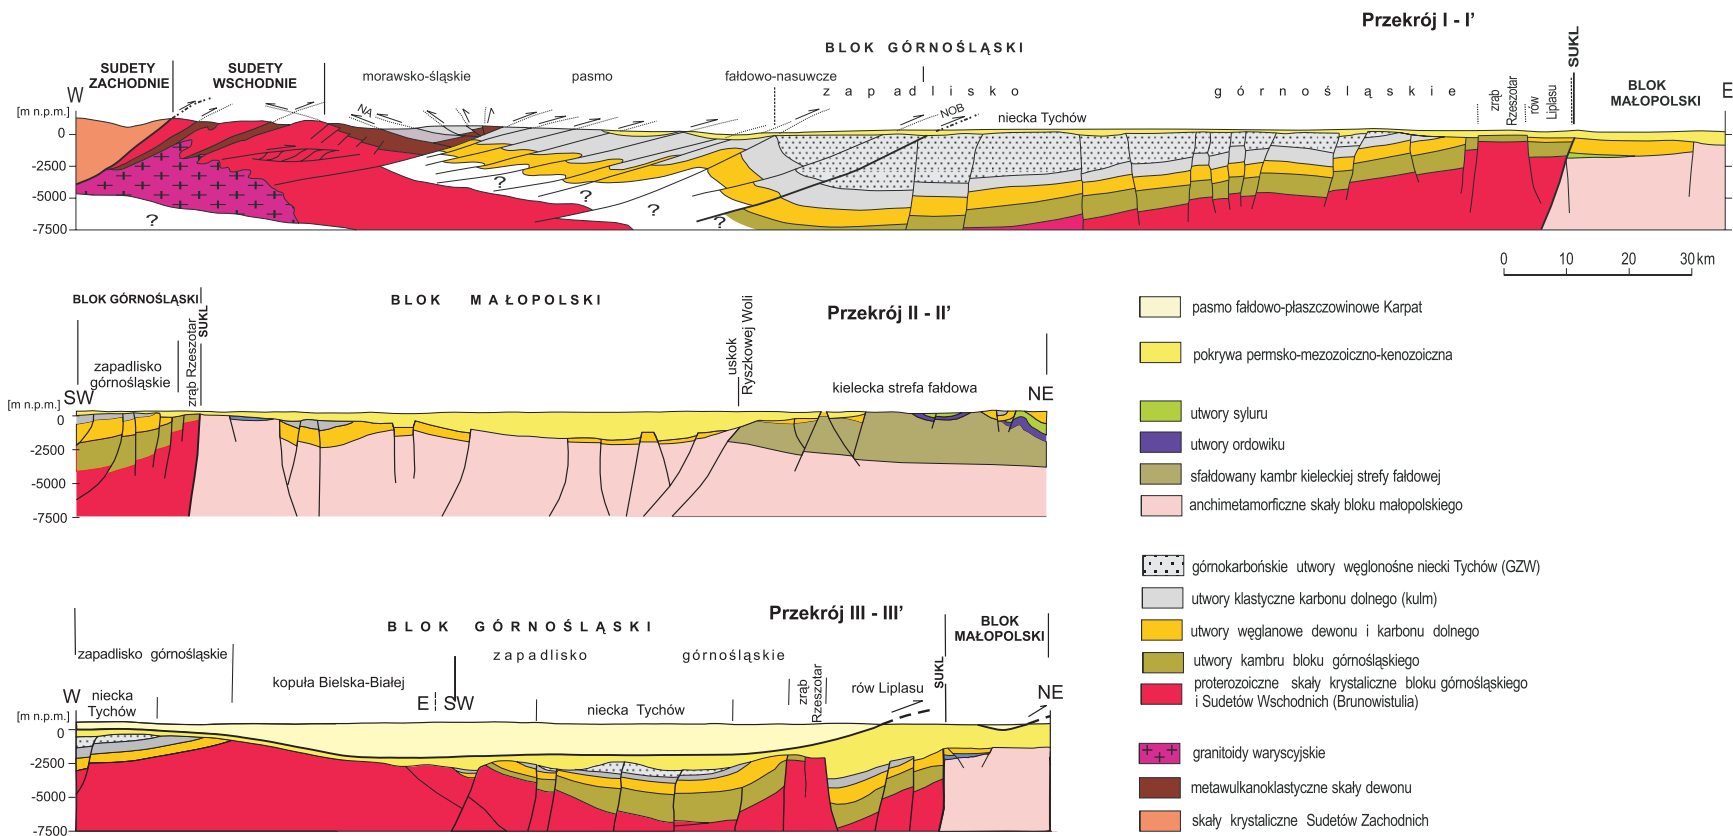 Przekrój I - I’
BLOK GÓRNOŚLĄSKI
SUKL
SUDETY
ZACHODNIE
SUDETY
WSCHODNIE
morawsko-śląskie
pasmo
fałdowo-nasuwcze
zapadlisko
górnośląskie
zrąb
Rzeszotar
rów
Liplasu
BLOK
MAŁOPOLSKI
W
E
[m n.p.m.]
NA
NOB
niecka Tychów
0
-2500
-5000
-7500
?
?
?
?
0
10
20
30 km
BLOK GÓRNOŚLĄSKI
SUKL
BLOK MAŁOPOLSKI
Przekrój II - II’
zapadlisko
górnośląskie
zrąb Rzeszotar
uskok
Ryszkowej Woli
kielecka strefa fałdowa
SW
NE
[m n.p.m.]
0
-2500
-5000
-7500
Przekrój III - III’
BLOK GÓRNOŚLĄSKI
BLOK
MAŁOPOLSKI
zapadlisko górnośląskie
kopuła Bielska-Białej
zapadlisko
górnośląskie
zrąb
Rzeszotar
rów Liplasu
SUKL
W
niecka
Tychów
E
SW
niecka Tychów
NE
[m n.p.m.]
0
-2500
-5000
-7500
pasmo fałdowo-płaszczowinowe Karpat
pokrywa permsko-mezozoiczno-kenozoiczna
utwory syluru
utwory ordowiku
sfałdowany kambr kieleckiej strefy fałdowej
anchimetamorficzne skały bloku małopolskiego
górnokarbońskie utwory węglonośne niecki Tychów (GZW)
utwory klastyczne karbonu dolnego (kulm)
utwory węglanowe dewonu i karbonu dolnego
utwory kambru bloku górnośląskiego
proterozoiczne skały krystaliczne bloku górnośląskiego
i Sudetów Wschodnich (Brunowistulia)
granitoidy waryscyjskie
metawulkanoklastyczne skały dewonu
skały krystaliczne Sudetów Zachodnich